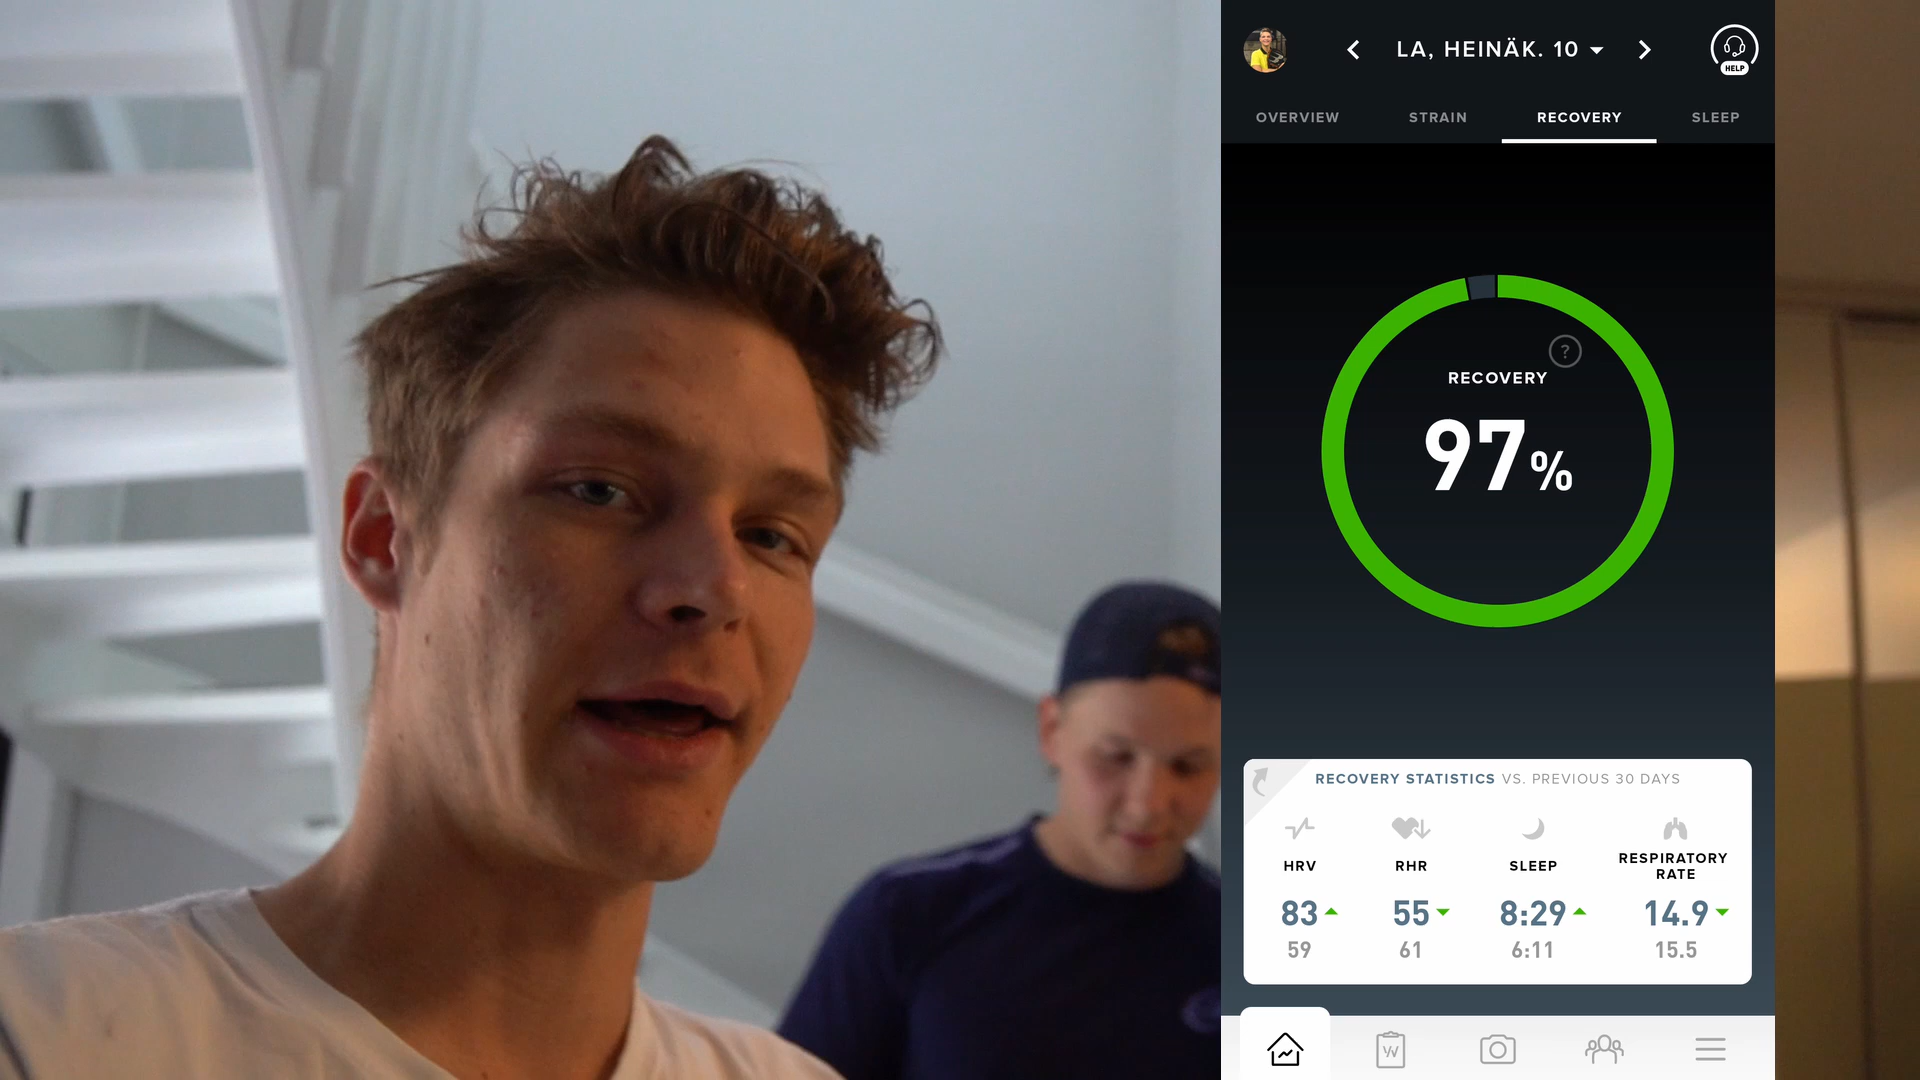 LA, HEINÄK. 10
HELP
OVERVIEW STRAIN RECOVERY SLEEP
?
RECOVERY
97%
RECOVERY STATISTICS VS. PREVIOUS 30 DAYS
HRV RHR SLEEP RESPIRATORY RATE
83 55 8:29 14.9
59 61 6:11 15.5
W